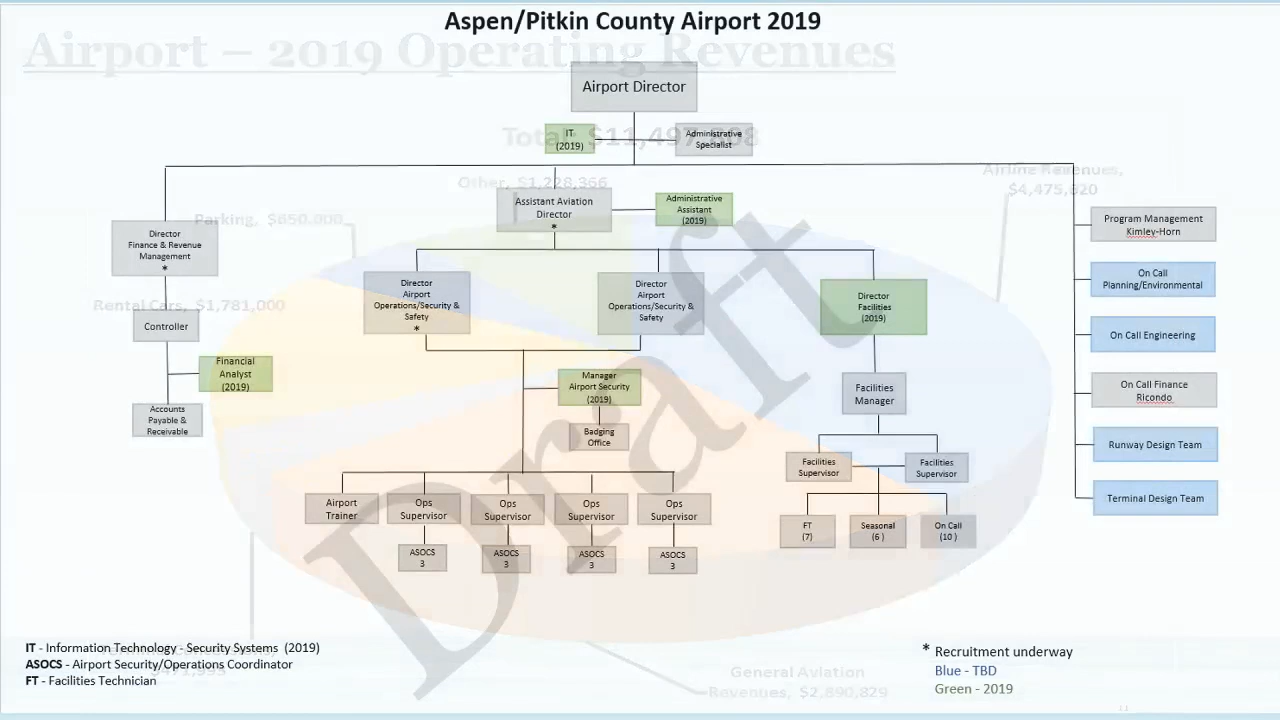 Aspen/Pitkin County Airport 2019
Airport – 2019 Operating Revenues
Airport Director
Total, $11,497,
IT
(2019)
Administrative
Specialist
Other, $1,228,366
Airline Revenues,
$4,475,620
Parking, $650,000
Assistant Aviation
Director
*
Administrative
Assistant
(2019)
Director
Finance & Revenue
Management
*
Program Management
Kimley-Horn
Rental Cars, $1,781,000
Director
Airport
Operations/Security &
Safety
*
Director
Airport
Operations/Security &
Safety
Director
Facilities
(2019)
On Call
Planning/Environmental
Controller
On Call Engineering
Financial
Analyst
(2019)
Manager
Airport Security
(2019)
Facilities
Manager
On Call Finance
Ricondo
Accounts
Payable &
Receivable
Badging
Office
Runway Design Team
Facilities
Supervisor
Facilities
Supervisor
Terminal Design Team
Airport
Trainer
Ops
Supervisor
Ops
Supervisor
Ops
Supervisor
Ops
Supervisor
FT
(7)
Seasonal
(6 )
On Call
(10 )
ASOCS
3
ASOCS
3
ASOCS
3
ASOCS
3
Draft
IT - Information Technology - Security Systems (2019)
ASOCS - Airport Security/Operations Coordinator
FT - Facilities Technician
General Aviation
Revenues, $2,890,829
* Recruitment underway
Blue - TBD
Green - 2019